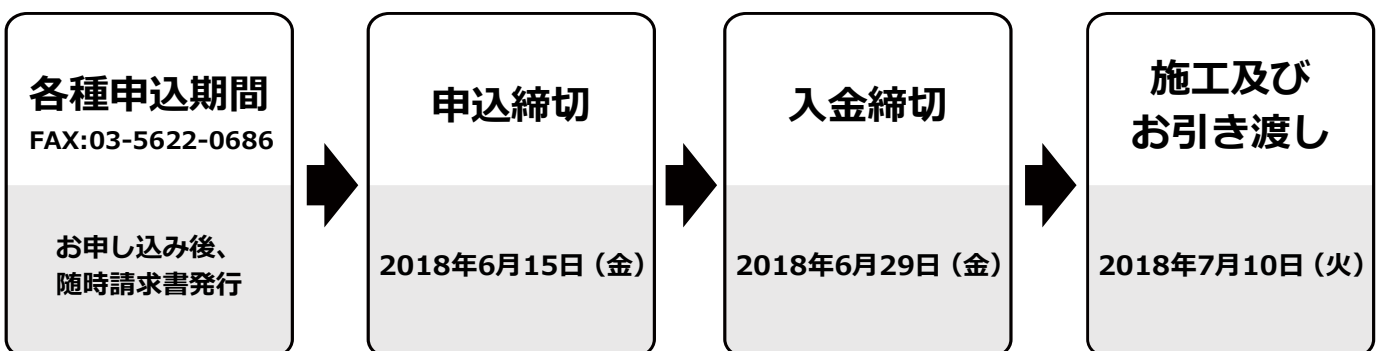 各種申込期間
FAX:03-5622-0686
お申し込み後、
随時請求書発行
申込締切
2018年6月15日（金）
入金締切
2018年6月29日（金）
施工及び
お引き渡し
2018年7月10日（火）